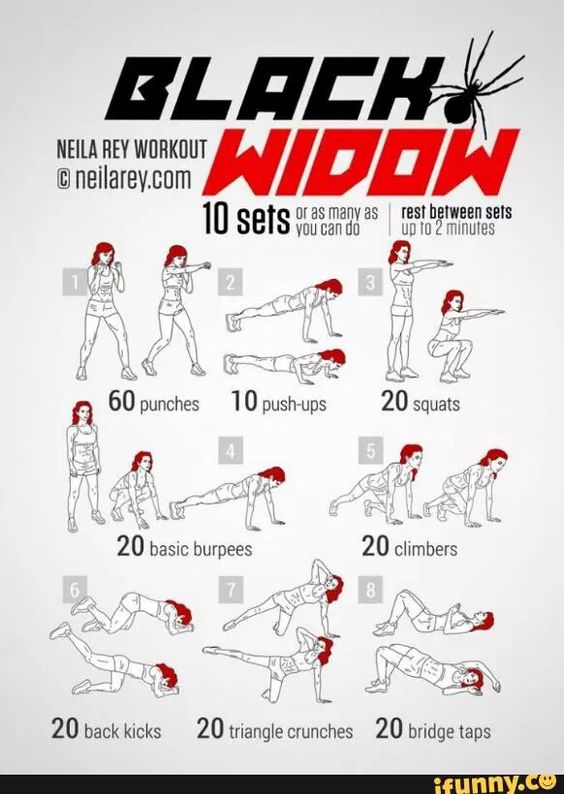 BLACK
WIDOW
NEILA REY WORKOUT
© neilarey.com
10 sets or as many as you can do
rest between sets
up to 2 minutes
1
2
3
60 punches
10 push-ups
20 squats
4
5
20 basic burpees
20 climbers
6
7
8
20 back kicks
20 triangle crunches
20 bridge taps
ifunny.co